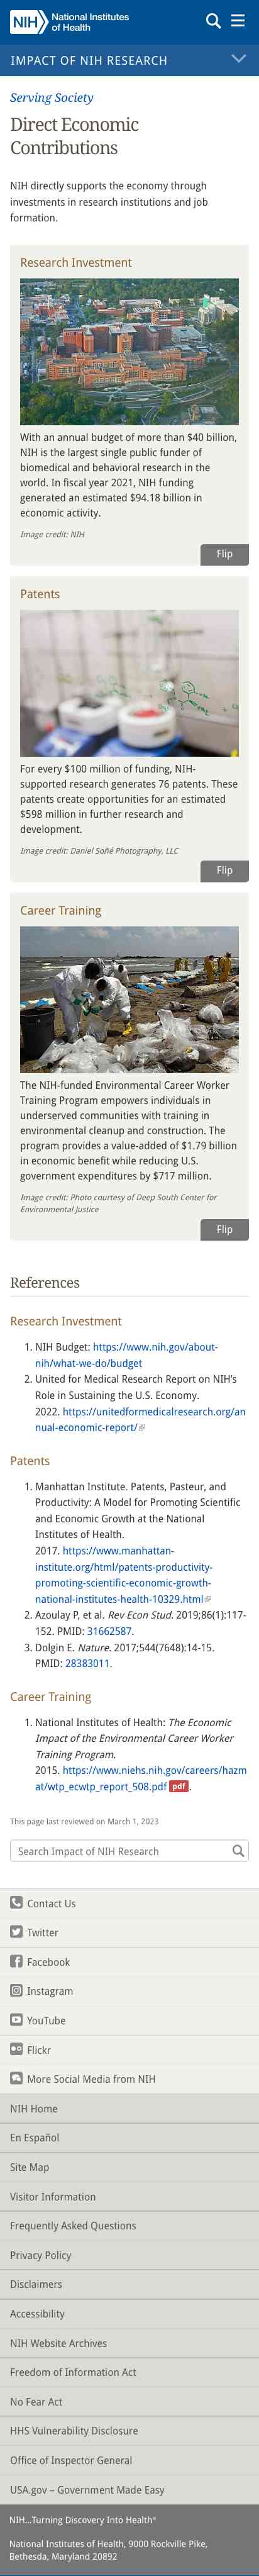 NIH National Institutes
of Health
IMPACT OF NIH RESEARCH
Serving Society
Direct Economic
Contributions
NIH directly supports the economy through
investments in research institutions and job
formation.
Research Investment
With an annual budget of more than $40 billion,
NIH is the largest single public funder of
biomedical and behavioral research in the
world. In fiscal year 2021, NIH funding
generated an estimated $94.18 billion in
economic activity.
Image credit: NIH
Flip
Patents
For every $100 million of funding, NIH-
supported research generates 76 patents. These
patents create opportunities for an estimated
$598 million in further research and
development.
Image credit: Daniel Soñé Photography, LLC
Flip
Career Training
The NIH-funded Environmental Career Worker
Training Program empowers individuals in
underserved communities with training in
environmental cleanup and construction. The
program provides a value-added of $1.79 billion
in economic benefit while reducing U.S.
government expenditures by $717 million.
Image credit: Photo courtesy of Deep South Center for
Environmental Justice
Flip
References
Research Investment
1. NIH Budget: https://www.nih.gov/about-
nih/what-we-do/budget
2. United for Medical Research Report on NIH's
Role in Sustaining the U.S. Economy.
2022. https://unitedformedicalresearch.org/an
nual-economic-report/
Patents
1. Manhattan Institute. Patents, Pasteur, and
Productivity: A Model for Promoting Scientific
and Economic Growth at the National
Institutes of Health.
2017. https://www.manhattan-
institute.org/html/patents-productivity-
promoting-scientific-economic-growth-
national-institutes-health-10329.html
2. Azoulay P, et al. Rev Econ Stud. 2019;86(1):117-
152. PMID: 31662587.
3. Dolgin E. Nature. 2017;544(7648):14-15.
PMID: 28383011.
Career Training
1. National Institutes of Health: The Economic
Impact of the Environmental Career Worker
Training Program.
2015. https://www.niehs.nih.gov/careers/hazm
at/wtp_ecwtp_report_508.pdf pdf.
This page last reviewed on March 1, 2023
Search Impact of NIH Research
Contact Us
Twitter
Facebook
Instagram
YouTube
Flickr
More Social Media from NIH
NIH Home
En Español
Site Map
Visitor Information
Frequently Asked Questions
Privacy Policy
Disclaimers
Accessibility
NIH Website Archives
Freedom of Information Act
No Fear Act
HHS Vulnerability Disclosure
Office of Inspector General
USA.gov – Government Made Easy
NIH…Turning Discovery Into Health®
National Institutes of Health, 9000 Rockville Pike,
Bethesda, Maryland 20892